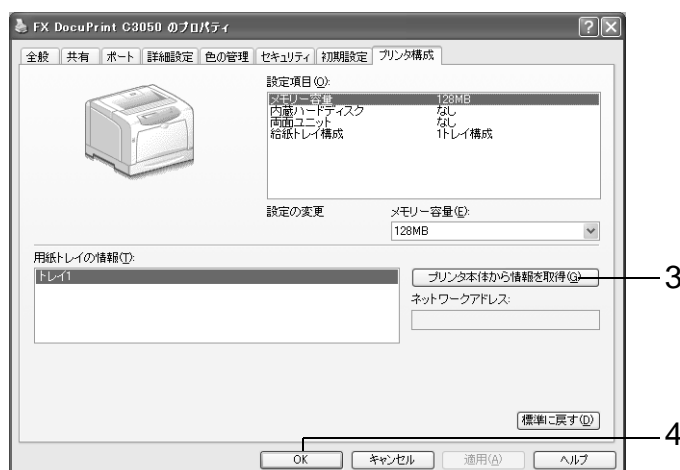 FX DocuPrint C3050 のプロパティ
全般 共有 ポート 詳細設定 色の管理 セキュリティ 初期設定 プリンタ構成
設定項目(O):
メモリー容量 128MB
内蔵ハードディスク なし
両面ユニット なし
給紙トレイ構成 1トレイ構成
設定の変更 メモリー容量(E):
128MB
用紙トレイの情報(T):
トレイ1
プリンタ本体から情報を取得(G) 3
ネットワークアドレス:
標準に戻す(D)
4
OK キャンセル 適用(A) ヘルプ